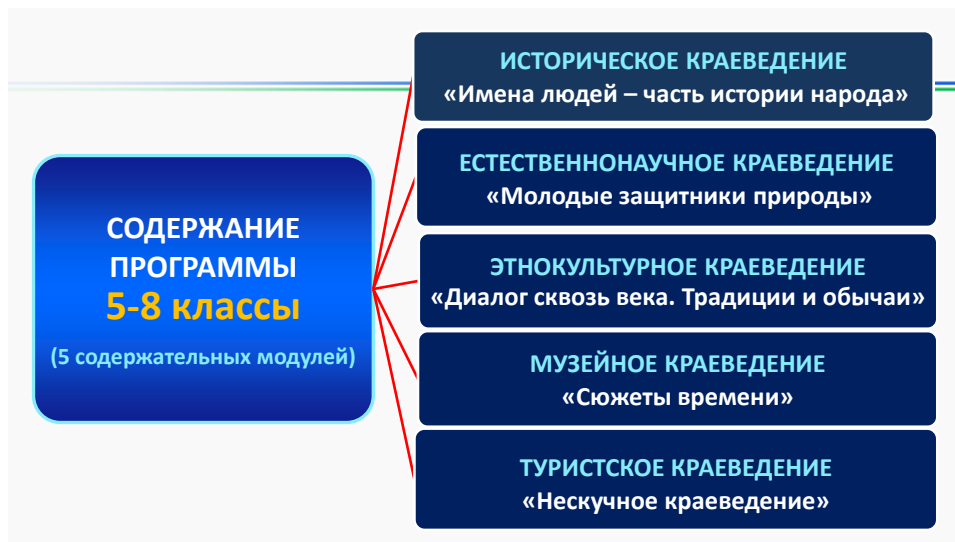 СОДЕРЖАНИЕ
ПРОГРАММЫ
5-8 классы
(5 содержательных модулей)
ИСТОРИЧЕСКОЕ КРАЕВЕДЕНИЕ
«Имена людей – часть истории народа»
ЕСТЕСТВЕННОНАУЧНОЕ КРАЕВЕДЕНИЕ
«Молодые защитники природы»
ЭТНОКУЛЬТУРНОЕ КРАЕВЕДЕНИЕ
«Диалог сквозь века. Традиции и обычаи»
МУЗЕЙНОЕ КРАЕВЕДЕНИЕ
«Сюжеты времени»
ТУРИСТСКОЕ КРАЕВЕДЕНИЕ
«Нескучное краеведение»